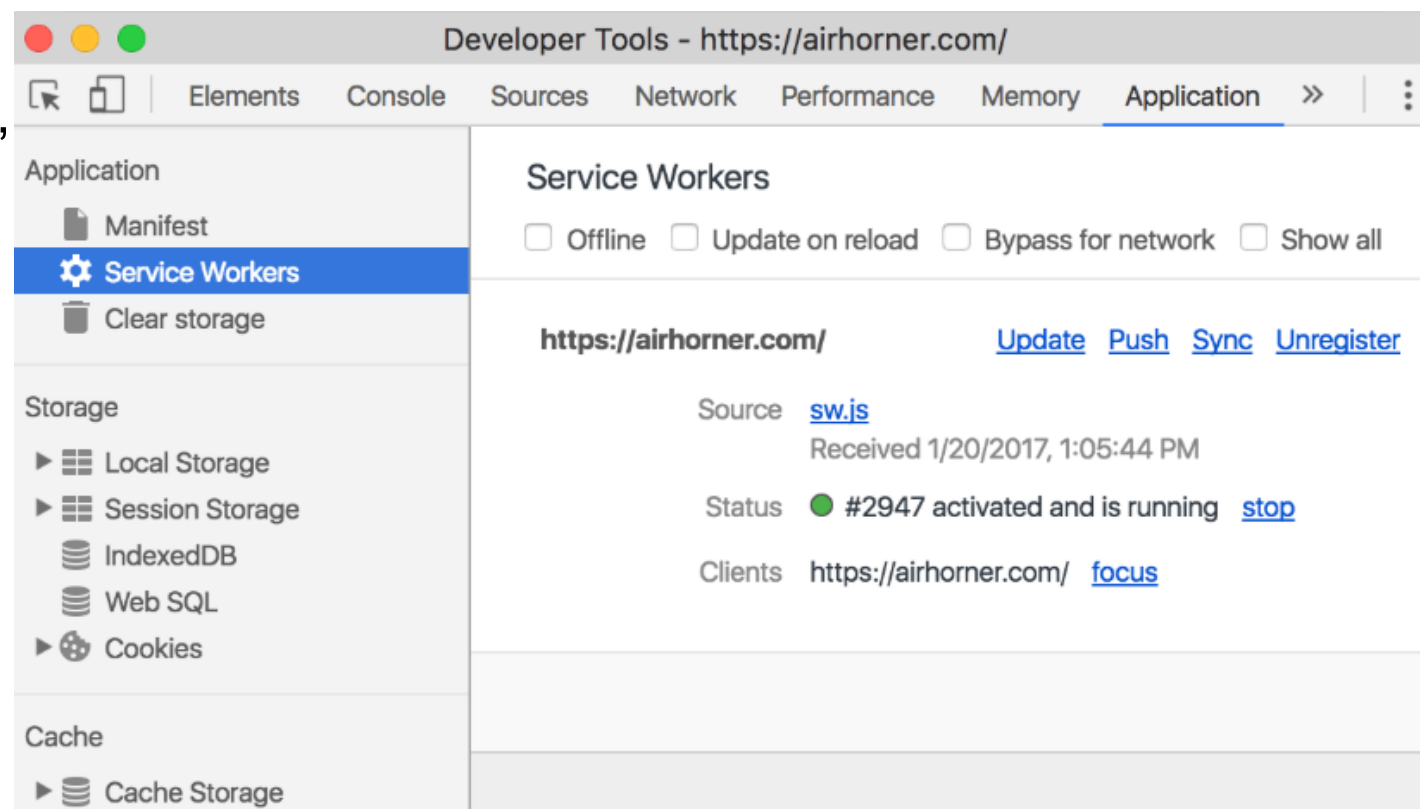 Developer Tools - https://airhorner.com/
Elements Console Sources Network Performance Memory Application »
,
Application
Manifest
Service Workers
Clear storage
Storage
Local Storage
Session Storage
IndexedDB
Web SQL
Cookies
Cache
Cache Storage
Service Workers
Offline Update on reload Bypass for network Show all
https://airhorner.com/ Update Push Sync Unregister
Source sw.js
Received 1/20/2017, 1:05:44 PM
Status #2947 activated and is running stop
Clients https://airhorner.com/ focus